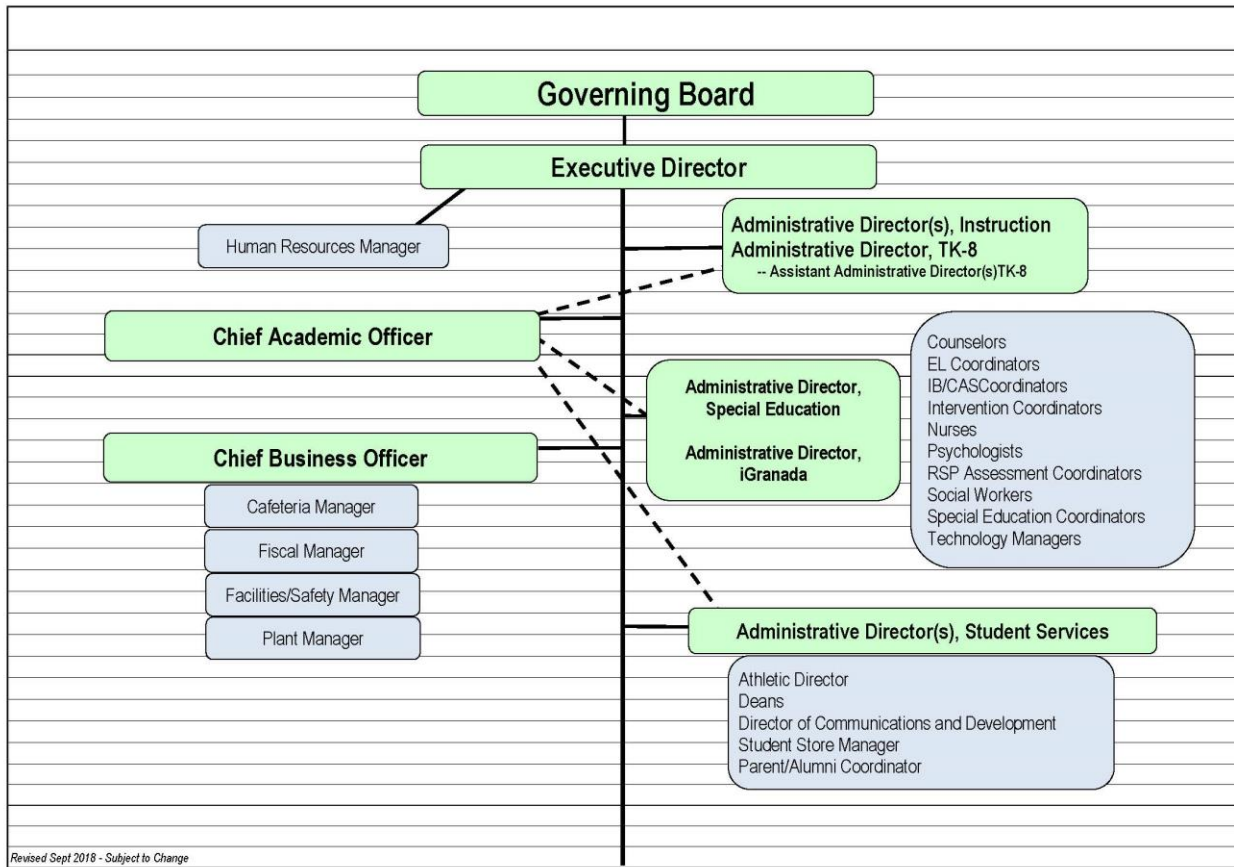 Governing Board
Executive Director
Human Resources Manager
Administrative Director(s), Instruction
Administrative Director, TK-8
-- Assistant Administrative Director(s)TK-8
Chief Academic Officer
Counselors
EL Coordinators
IB/CASCoordinators
Intervention Coordinators
Nurses
Psychologists
RSP Assessment Coordinators
Social Workers
Special Education Coordinators
Technology Managers
Administrative Director,
Special Education
Administrative Director,
iGranada
Chief Business Officer
Cafeteria Manager
Fiscal Manager
Facilities/Safety Manager
Plant Manager
Administrative Director(s), Student Services
Athletic Director
Deans
Director of Communications and Development
Student Store Manager
Parent/Alumni Coordinator
Revised Sept 2018 - Subject to Change